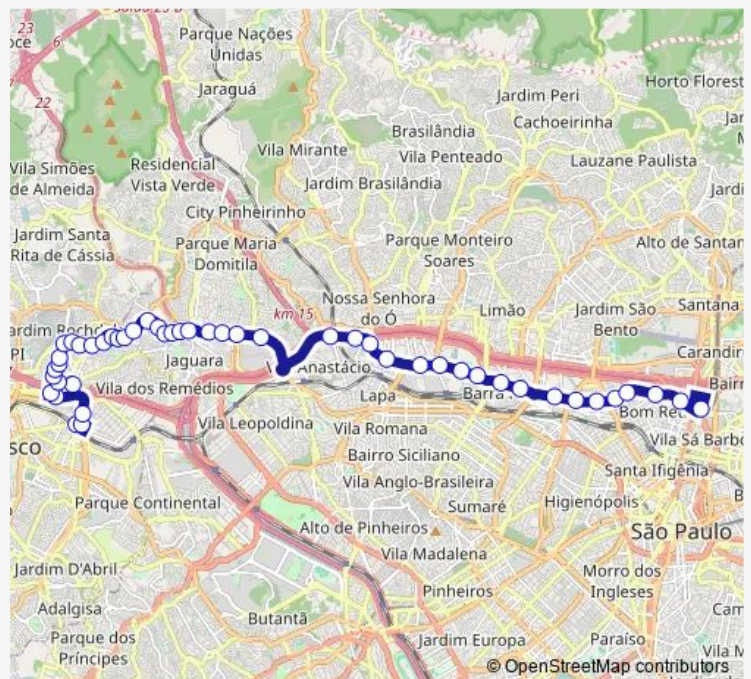 23
6
Parque Nações
Unidas
Jaraguá
22
Horto Florest
Jardim Peri
Cachoeirinha
Brasilândia
Vila Penteado
Vila Mirante
Lauzane Paulista
Vila Simões
de Almeida
Residencial
Vista Verde
Jardim Brasilândia
City Pinheirinho
Jardim Santa
Rita de Cássia
Parque Maria
Domitila
Parque Monteiro
Soares
Alto de Santan
Nossa Senhora
do Ó
km 15
Limão
Jardim São
Bento
Santana
Carandir
Jaguara
Anastácio
Vila dos Remédios
Lapa
Barra
Bairr
Bom Re
Vila Leopoldina
Vila Romana
Vila Sá Barbo
SCO
Bairro Siciliano
Santa Ifigênia
Vila Anglo-Brasileira
Parque Continental
Sumaré
Higienópolis
Alto de Pinheiros
São Paulo
Vila Madalena
Jardim D'Abril
Morro dos
Ingleses
Pinheiros
Adalgisa
Butantã
Cam
Parque dos
Príncipes
Jardim Europa
Paraíso
Vila M
© OpenStreetMap contributors